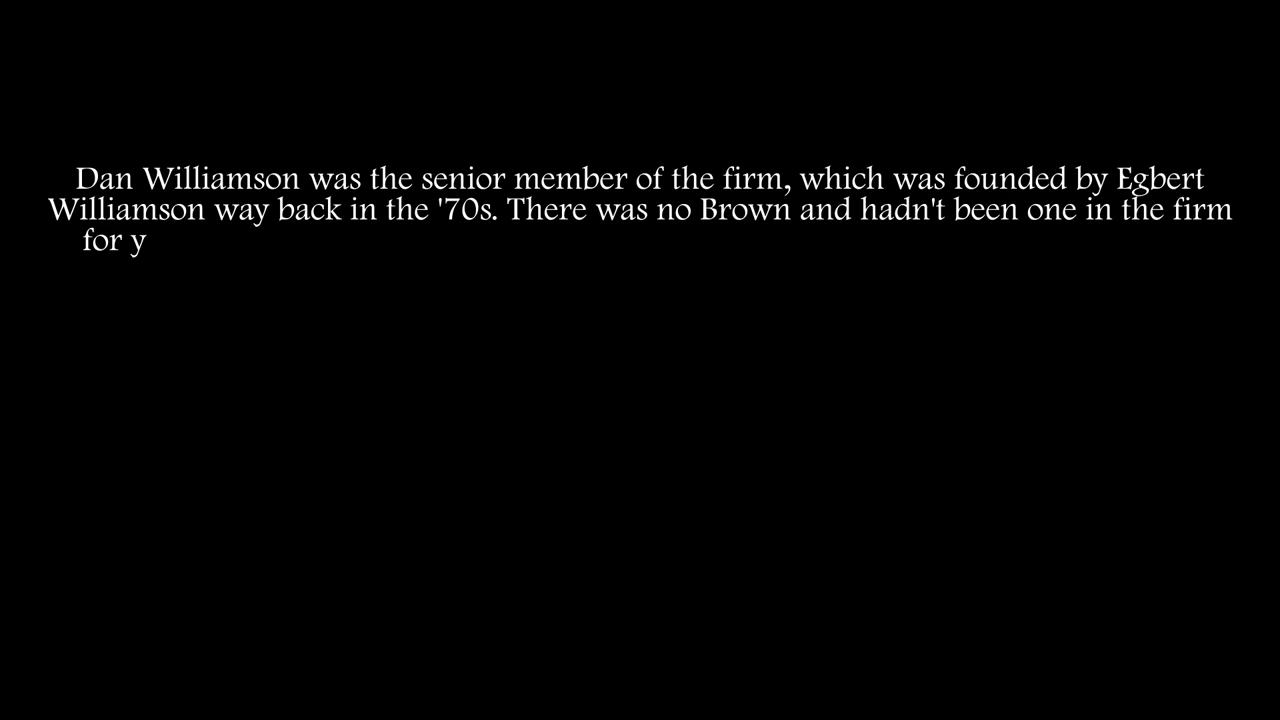 Dan Williamson was the senior member of the firm, which was founded by Egbert
Williamson way back in the '70s. There was no Brown and hadn't been one in the firm
for y